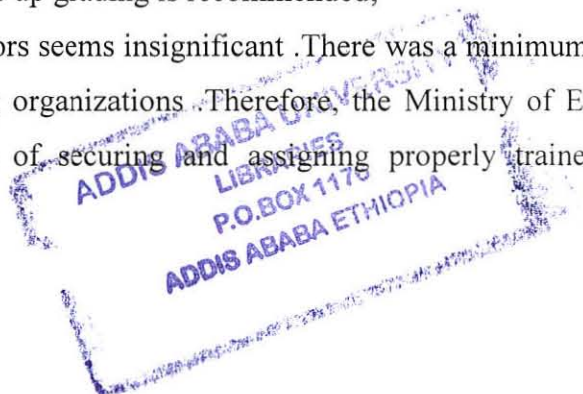 up grading is recommended,
ors seems insignificant .There was a minimum
organizations .Therefore, the Ministry of E
of securing and assigning properly traine
ADDIS ABABA UNIVERSITY
LIBRARIES
P.O.BOX 1176
ADDIS ABABA ETHIOPIA